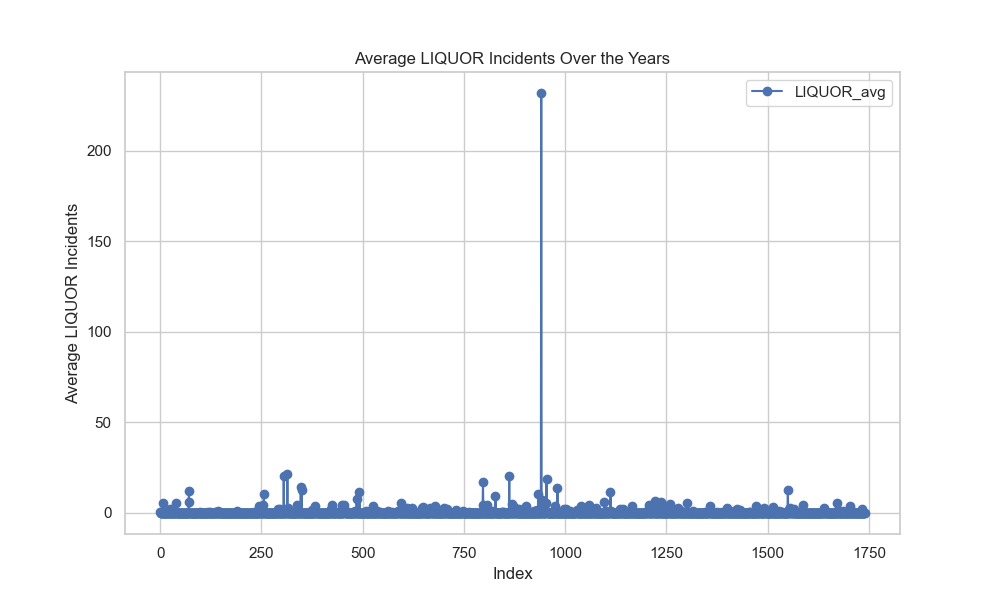 Average LIQUOR Incidents Over the Years
LIQUOR_avg
Average LIQUOR Incidents
200
150
100
50
0
0 250 500 750 1000 1250 1500 1750
Index